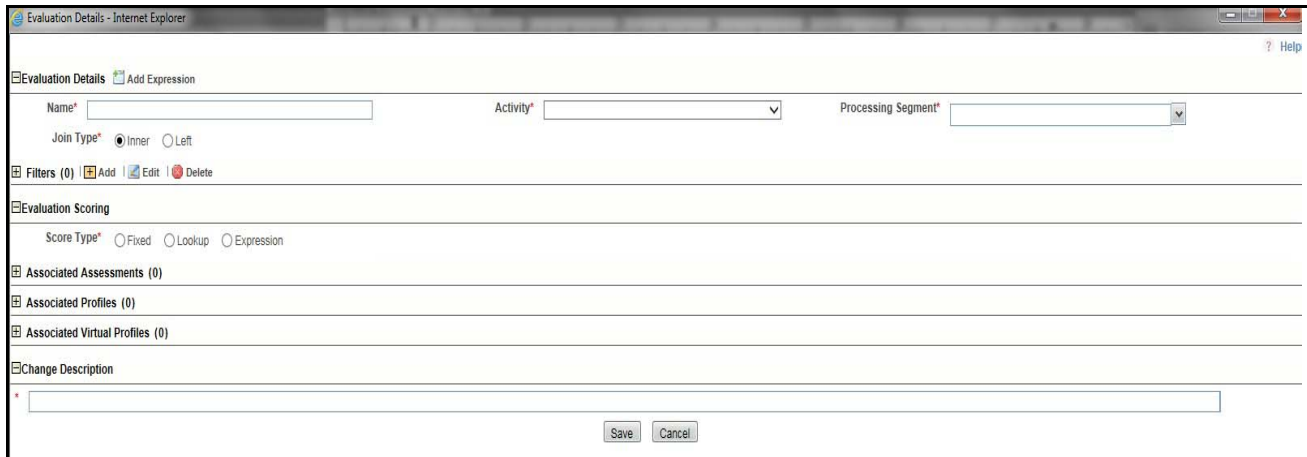 Evaluation Details - Internet Explorer
X
? Help
Evaluation Details Add Expression
Name* Activity* Processing Segment*
Join Type* Inner Left
Filters (0) | Add | Edit | Delete
Evaluation Scoring
Score Type* Fixed Lookup Expression
Associated Assessments (0)
Associated Profiles (0)
Associated Virtual Profiles (0)
Change Description
*
Save Cancel